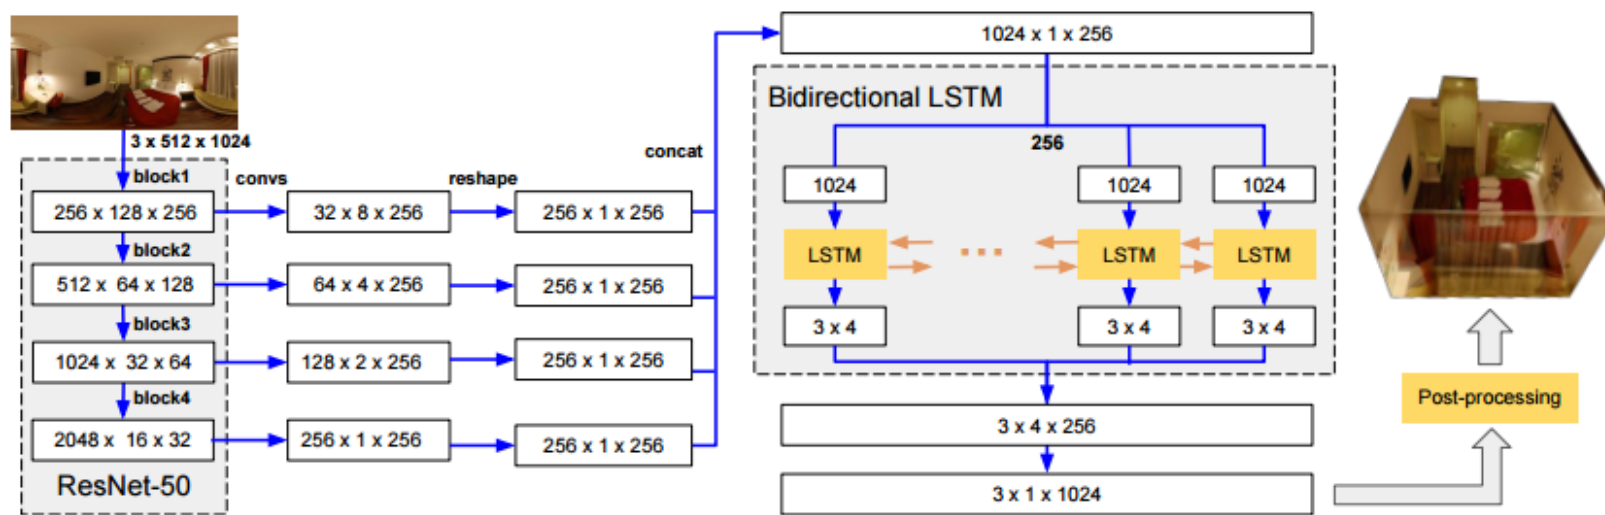 3 x 512 x 1024
block1
256 x 128 x 256
block2
512 x 64 x 128
block3
1024 x 32 x 64
block4
2048 x 16 x 32
ResNet-50
convs
32 x 8 x 256
64 x 4 x 256
128 x 2 x 256
256 x 1 x 256
reshape
256 x 1 x 256
256 x 1 x 256
256 x 1 x 256
256 x 1 x 256
concat
1024 x 1 x 256
Bidirectional LSTM
256
1024
1024
1024
LSTM
...
LSTM
LSTM
3 x 4
3 x 4
3 x 4
3 x 4 x 256
3 x 1 x 1024
Post-processing